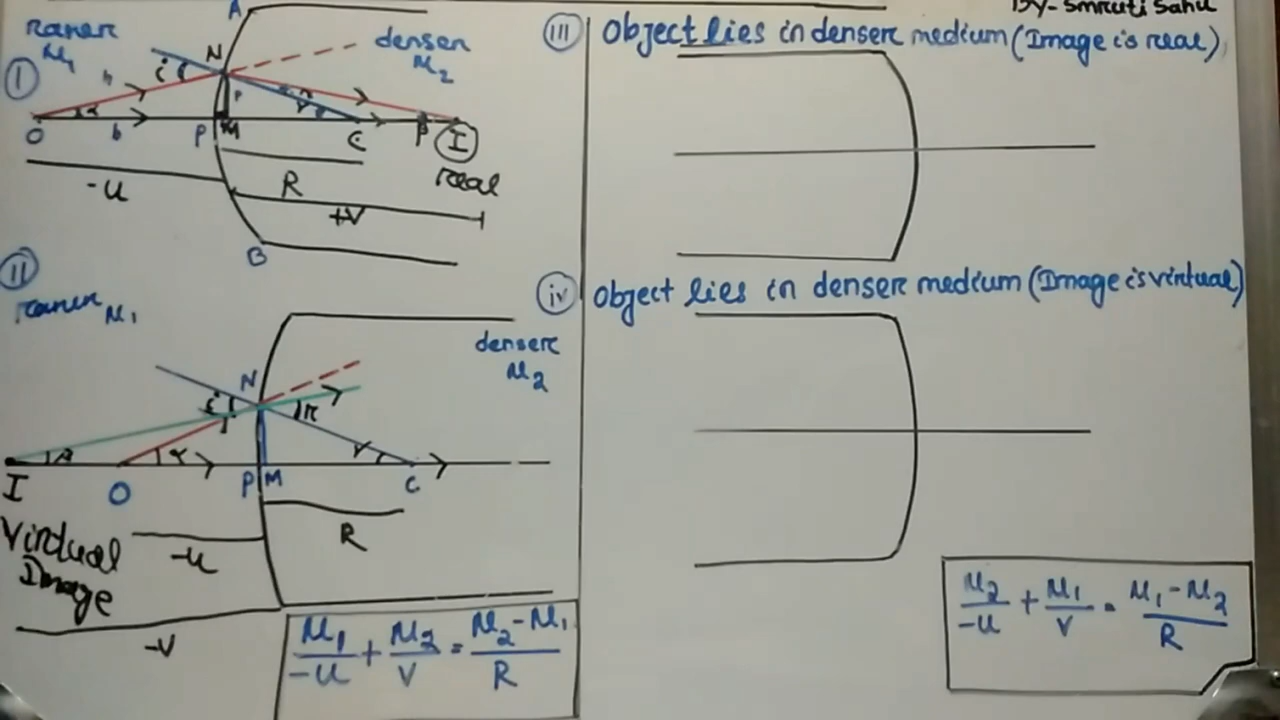 By- Smruti Sahu
I
rarer
μ1
denser
μ2
A
N
i
r
α
γ
β
O
P M
C
I
Real
-u
R
+v
B
II
rarer μ1
denser
μ2
N
i
r
β
α
γ
I
O
P M
C
Virtual
Image
-u
R
-v
μ1/-u + μ2/v = μ2-μ1/R
iii Object lies in denser medium (Image is real)
iv Object lies in denser medium (Image is virtual)
μ2/-u + μ1/v = μ1-μ2/R